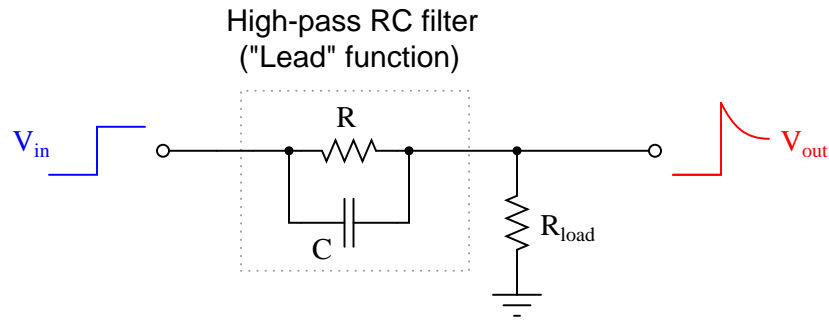 High-pass RC filter
("Lead" function)
R
V_in
V_out
C
R_load